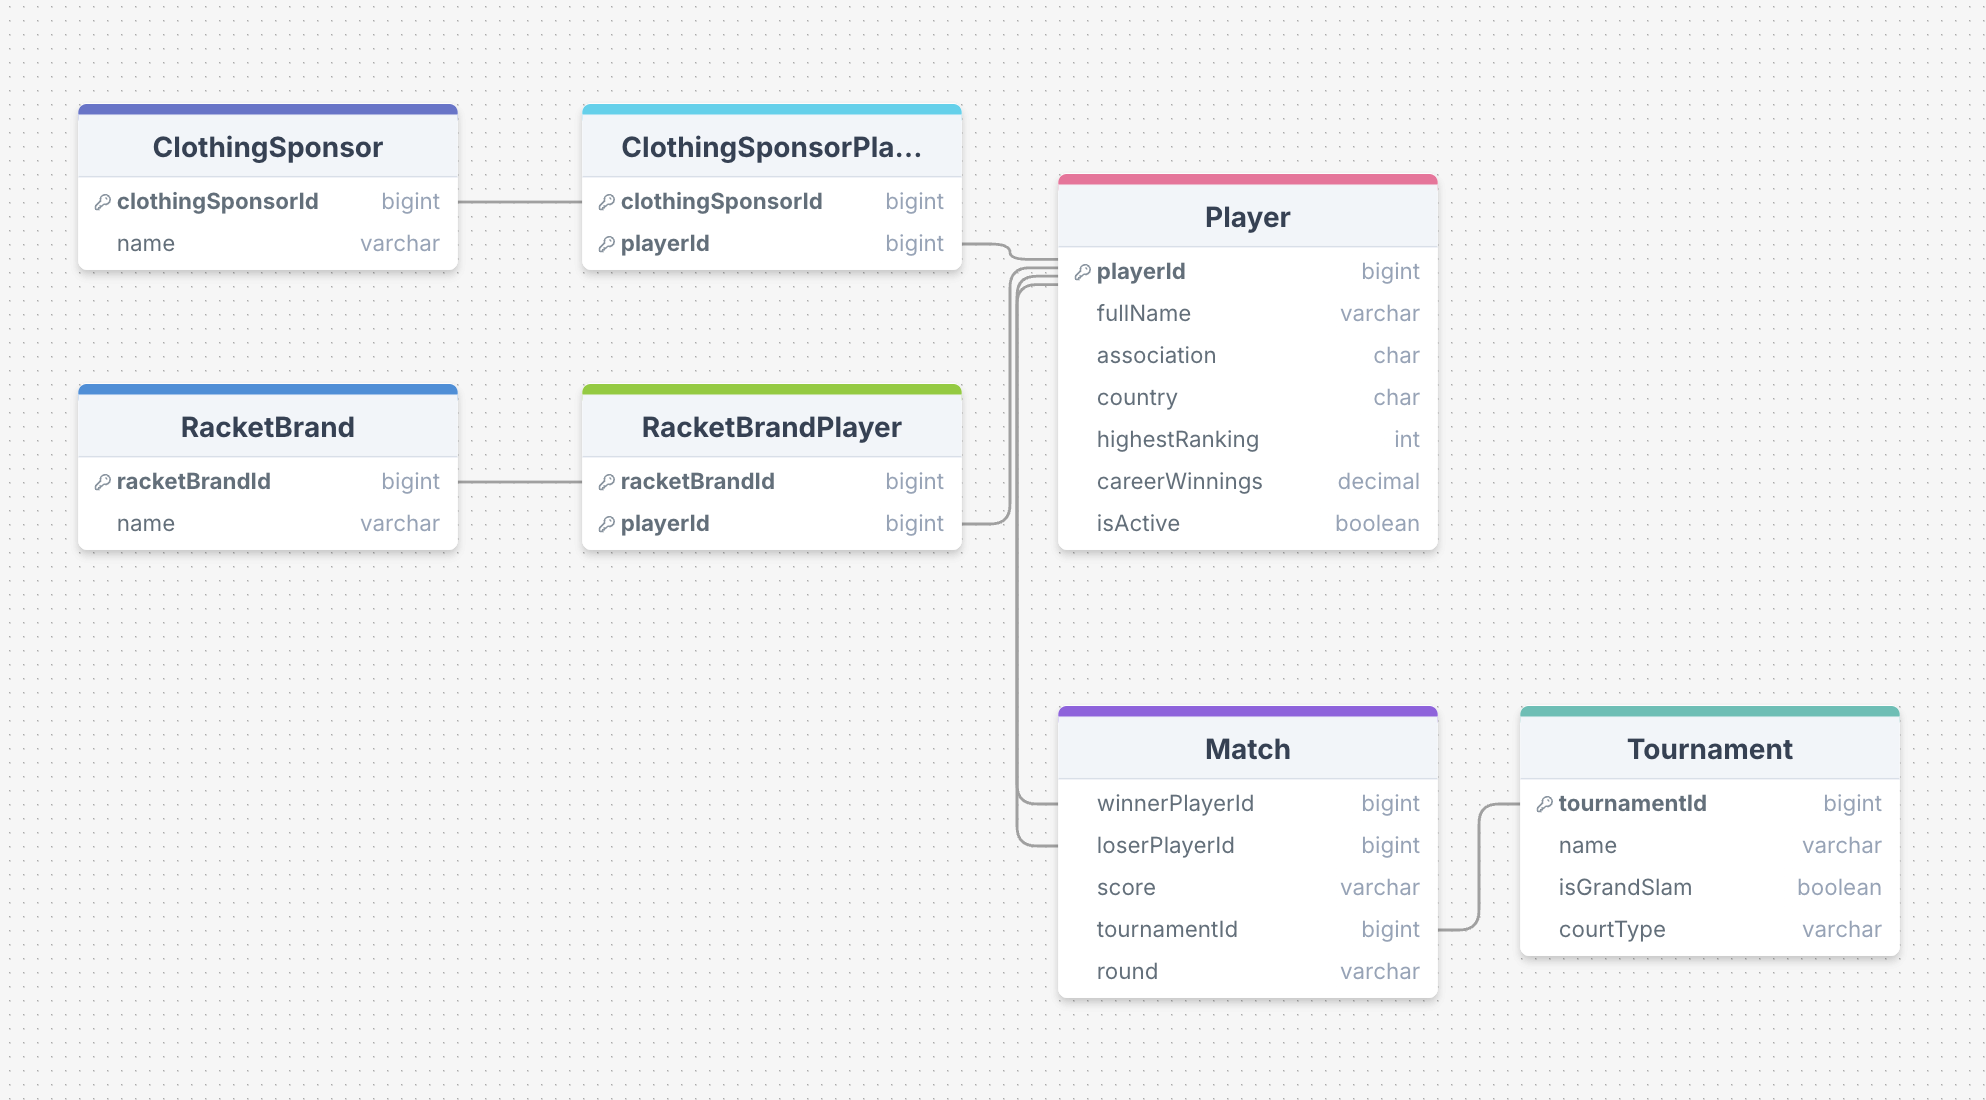 ClothingSponsor
clothingSponsorId bigint
name varchar
ClothingSponsorPla...
clothingSponsorId bigint
playerId bigint
Player
playerId bigint
fullName varchar
association char
country char
highestRanking int
careerWinnings decimal
isActive boolean
RacketBrand
racketBrandId bigint
name varchar
RacketBrandPlayer
racketBrandId bigint
playerId bigint
Match
winnerPlayerId bigint
loserPlayerId bigint
score varchar
tournamentId bigint
round varchar
Tournament
tournamentId bigint
name varchar
isGrandSlam boolean
courtType varchar